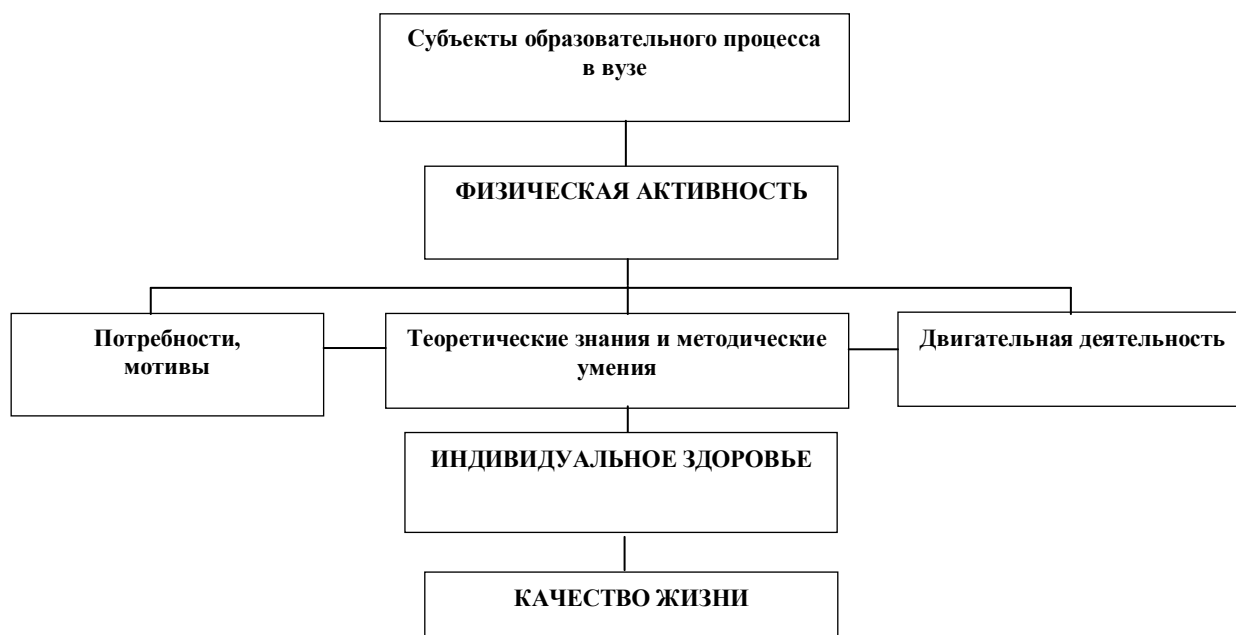 Субъекты образовательного процесса
в вузе
ФИЗИЧЕСКАЯ АКТИВНОСТЬ
Потребности,
мотивы
Теоретические знания и методические
умения
Двигательная деятельность
ИНДИВИДУАЛЬНОЕ ЗДОРОВЬЕ
КАЧЕСТВО ЖИЗНИ